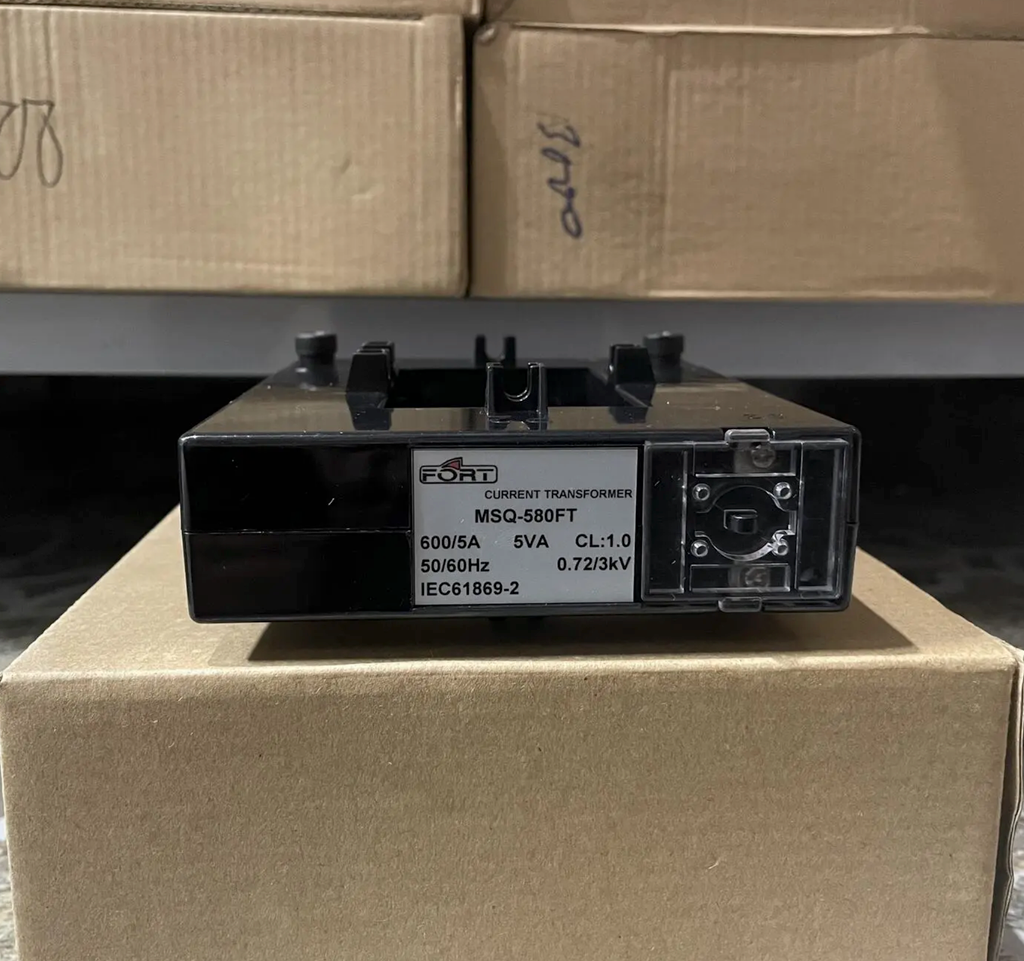 FORT
CURRENT TRANSFORMER
MSQ-580FT
600/5A 5VA CL:1.0
50/60Hz 0.72/3kV
IEC61869-2